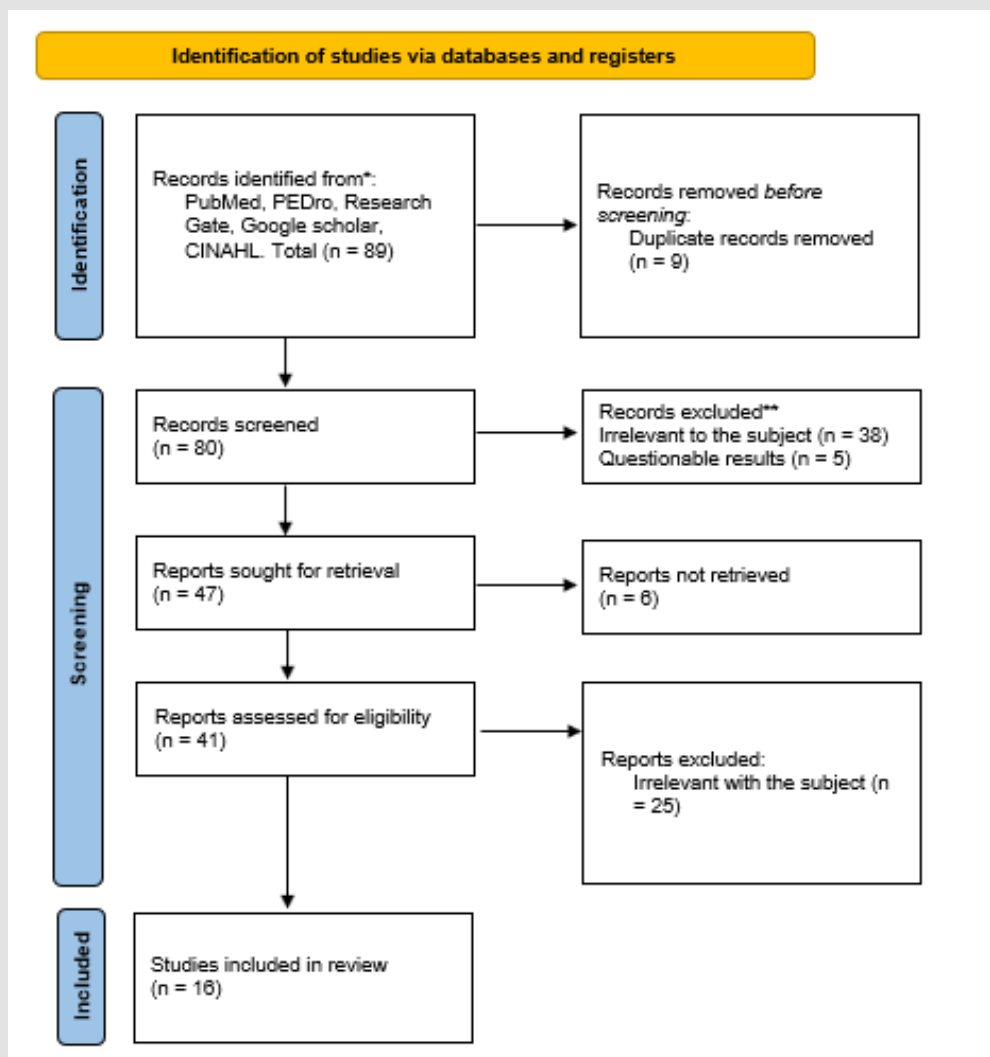 Identification of studies via databases and registers
Identification
Records identified from*:
PubMed, PEDro, Research
Gate, Google scholar,
CINAHL. Total (n = 89)
Records removed before
screening:
Duplicate records removed
(n = 9)
Screening
Records screened
(n = 80)
Records excluded**
Irrelevant to the subject (n = 38)
Questionable results (n = 5)
Reports sought for retrieval
(n = 47)
Reports not retrieved
(n = 6)
Reports assessed for eligibility
(n = 41)
Reports excluded:
Irrelevant with the subject (n
= 25)
Included
Studies included in review
(n = 16)